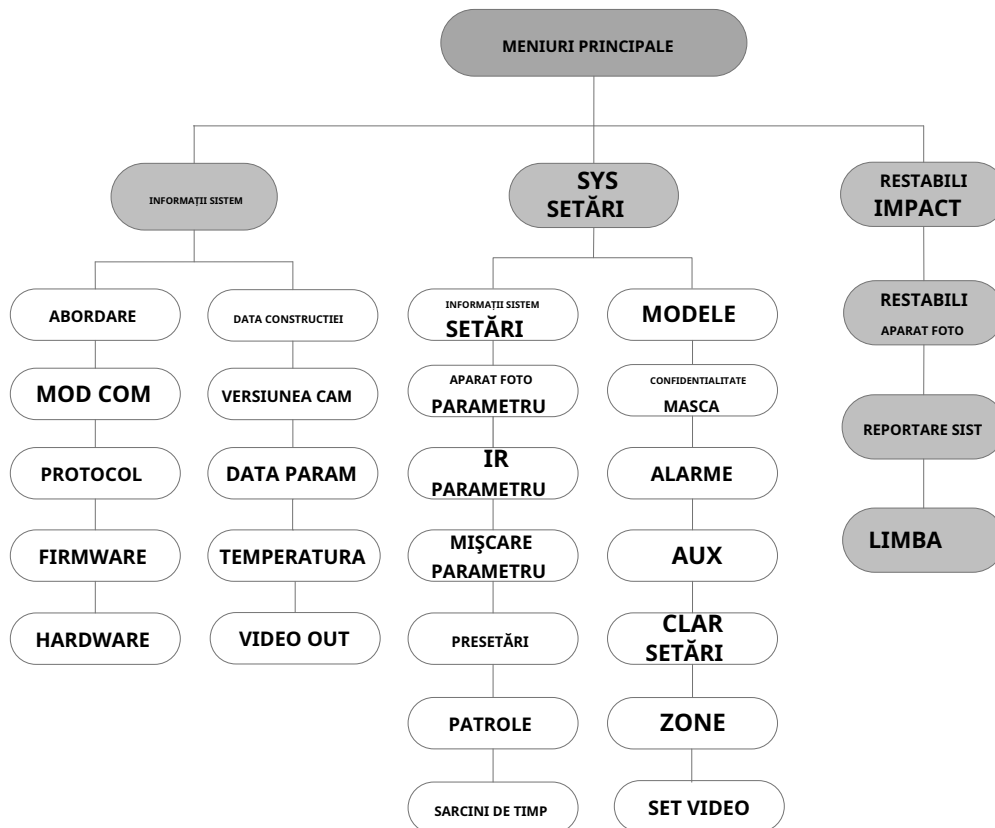 MENIURI PRINCIPALE
INFORMAȚII SISTEM
SYS
SETĂRI
RESTABILI
IMPACT
ABORDARE
MOD COM
PROTOCOL
FIRMWARE
HARDWARE
DATA CONSTRUCTIEI
VERSIUNEA CAM
DATA PARAM
TEMPERATURA
VIDEO OUT
INFORMAȚII SISTEM
SETĂRI
APARAT FOTO
PARAMETRU
IR
PARAMETRU
MIŞCARE
PARAMETRU
PRESETĂRI
PATROLE
SARCINI DE TIMP
MODELE
CONFIDENTIALITATE
MASCA
ALARME
AUX
CLAR
SETĂRI
ZONE
SET VIDEO
RESTABILI
APARAT FOTO
REPORTARE SIST
LIMBA